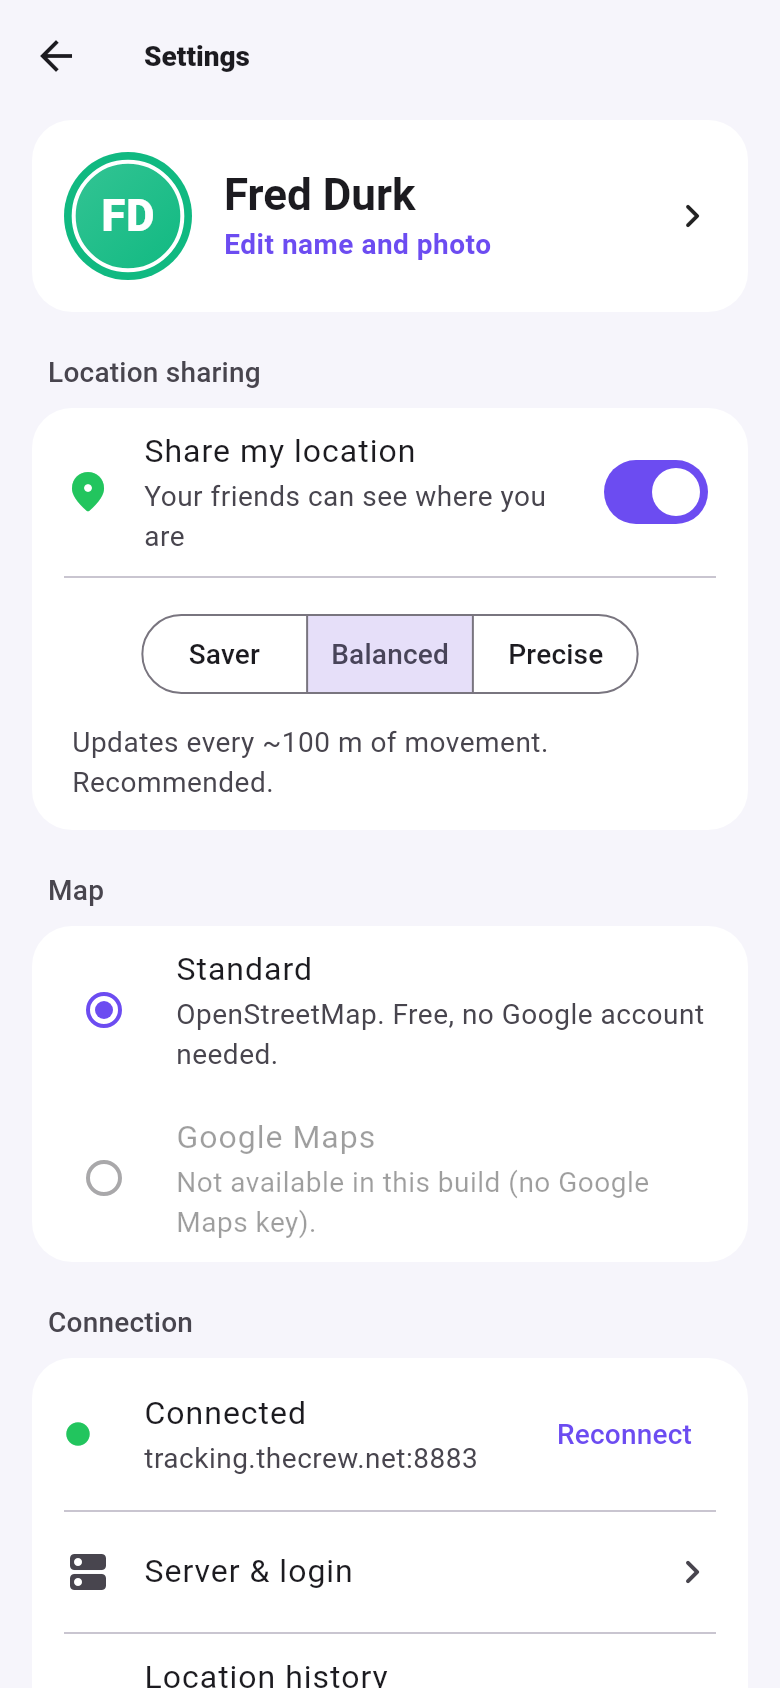 Settings
FD
Fred Durk
Edit name and photo
Location sharing
Share my location
Your friends can see where you
are
Saver
Balanced
Precise
Updates every ~100 m of movement.
Recommended.
Map
Standard
OpenStreetMap. Free, no Google account
needed.
Google Maps
Not available in this build (no Google
Maps key).
Connection
Connected
tracking.thecrew.net:8883
Reconnect
Server & login
Location history